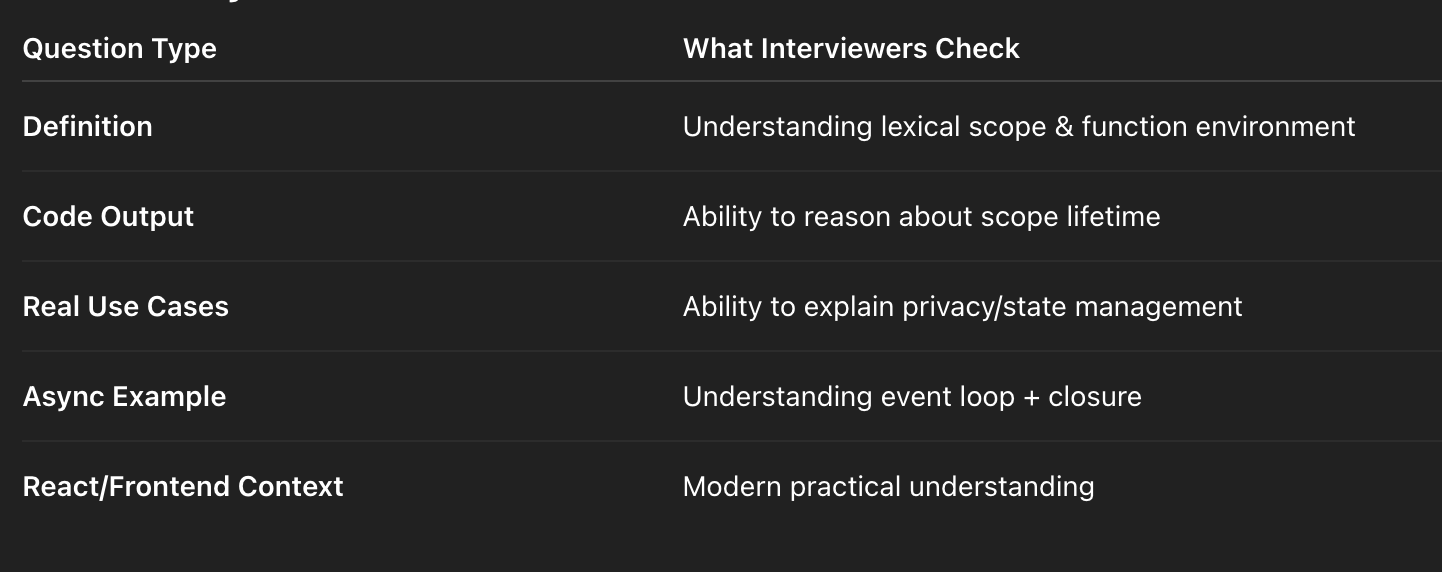 Question Type What Interviewers Check
Definition Understanding lexical scope & function environment
Code Output Ability to reason about scope lifetime
Real Use Cases Ability to explain privacy/state management
Async Example Understanding event loop + closure
React/Frontend Context Modern practical understanding